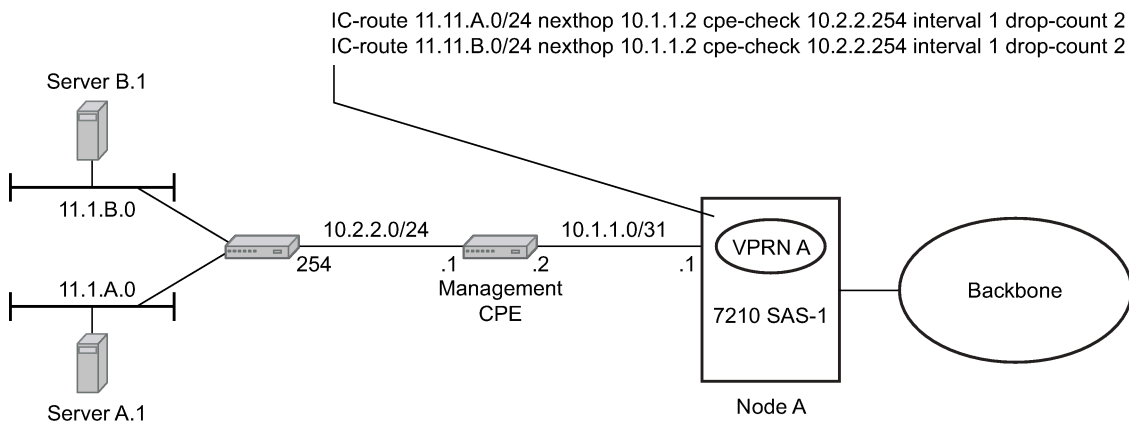 IC-route 11.11.A.0/24 nexthop 10.1.1.2 cpe-check 10.2.2.254 interval 1 drop-count 2
IC-route 11.11.B.0/24 nexthop 10.1.1.2 cpe-check 10.2.2.254 interval 1 drop-count 2
Server B.1
11.1.B.0
10.2.2.0/24
10.1.1.0/31
VPRN A
254
.1
.2
.1
Management
CPE
11.1.A.0
7210 SAS-1
Backbone
Server A.1
Node A